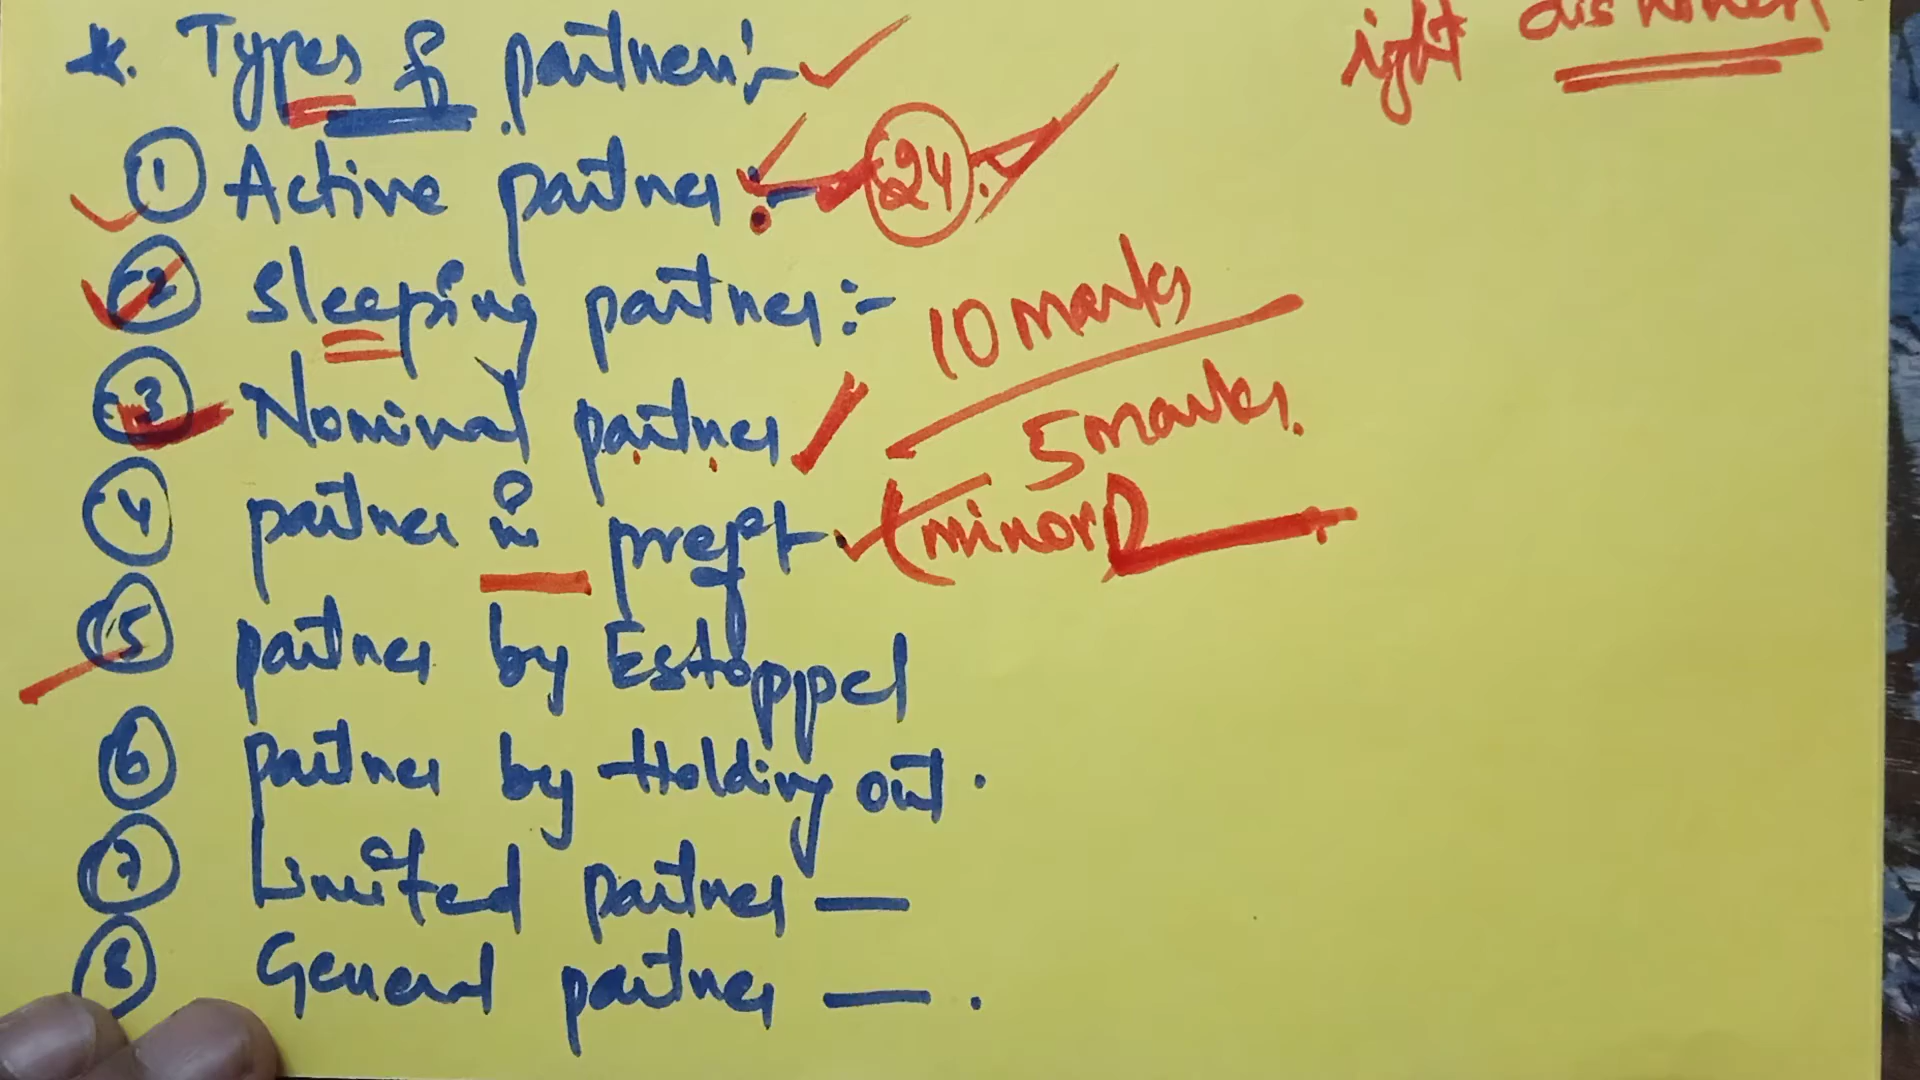 ight
*. Types of partners:-
① Active partner :- 24.
② Sleeping partner:- 10 marks
③ Nominal partner 5 marks.
④ partner in profit (minor)
⑤ partner by Estoppel
⑥ partner by Holding out.
⑦ Limited partner —
⑧ General partner — .